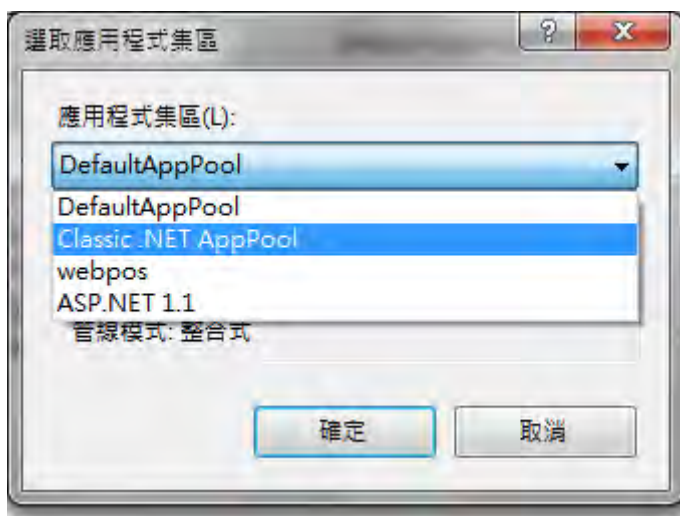 選取應用程式集區
?
應用程式集區(L):
DefaultAppPool
DefaultAppPool
Classic .NET AppPool
webpos
ASP.NET 1.1
管線模式: 整合式
確定
取消